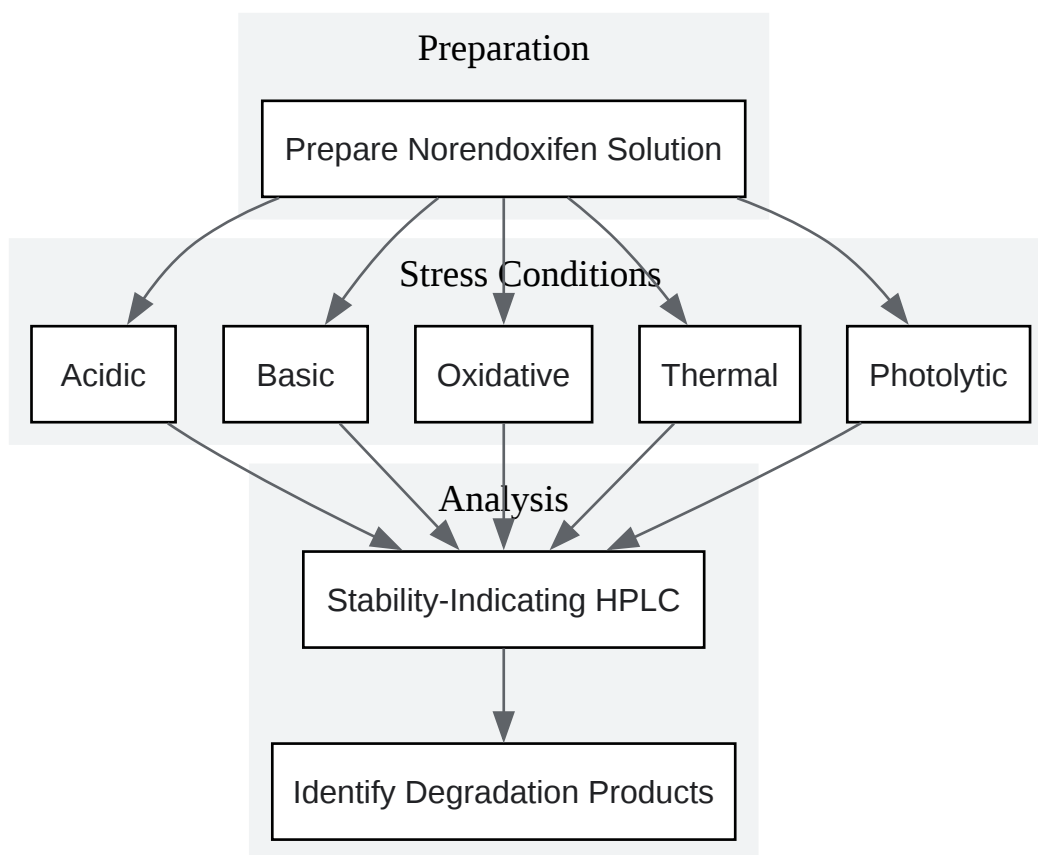 Preparation
Prepare Norendoxifen Solution
Stress Conditions
Acidic
Basic
Oxidative
Thermal
Photolytic
Analysis
Stability-Indicating HPLC
Identify Degradation Products